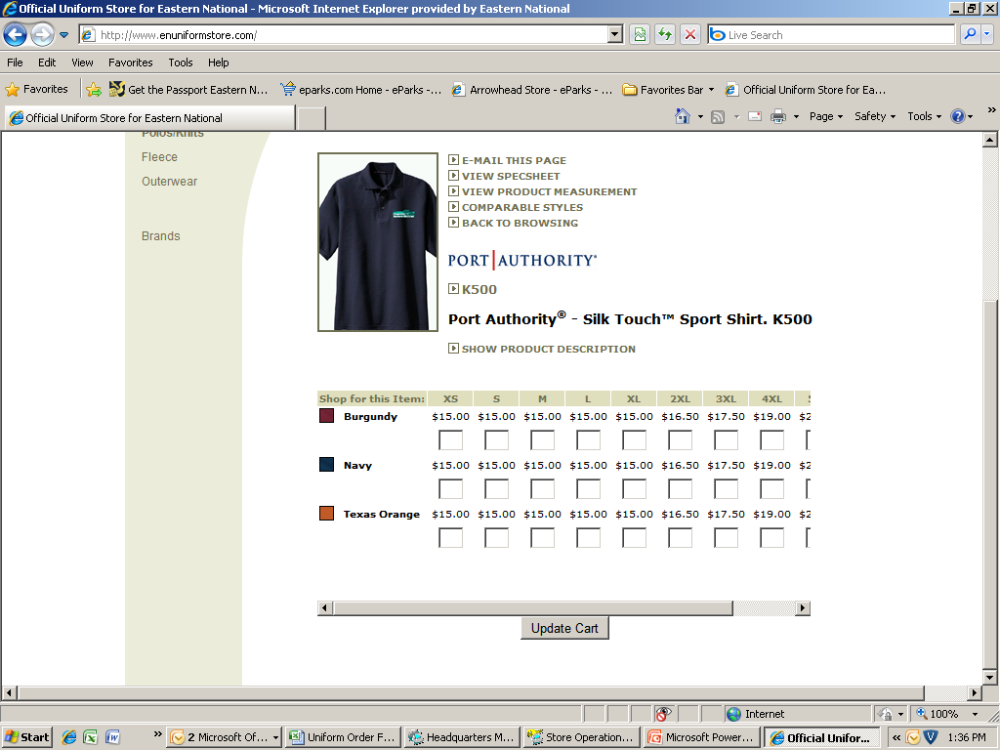 Official Uniform Store for Eastern National - Microsoft Internet Explorer provided by Eastern National
http://www.enuniformstore.com/
Live Search
File Edit View Favorites Tools Help
Favorites Get the Passport Eastern N... eparks.com Home - eParks -... Arrowhead Store - eParks - ... Favorites Bar Official Uniform Store for Ea...
Official Uniform Store for Eastern National
Page Safety Tools »
Polos/Knits
Fleece
Outerwear
Brands
E-MAIL THIS PAGE
VIEW SPECSHEET
VIEW PRODUCT MEASUREMENT
COMPARABLE STYLES
BACK TO BROWSING
PORT AUTHORITY®
K500
Port Authority® - Silk Touch™ Sport Shirt. K500
SHOW PRODUCT DESCRIPTION
Shop for this Item: XS S M L XL 2XL 3XL 4XL
Burgundy $15.00 $15.00 $15.00 $15.00 $15.00 $16.50 $17.50 $19.00 $2
Navy $15.00 $15.00 $15.00 $15.00 $15.00 $16.50 $17.50 $19.00 $2
Texas Orange $15.00 $15.00 $15.00 $15.00 $15.00 $16.50 $17.50 $19.00 $2
Update Cart
Internet 100%
Start » 2 Microsoft Of... Uniform Order F... Headquarters M... Store Operation... Microsoft Power... Official Unifor... « 1:36 PM